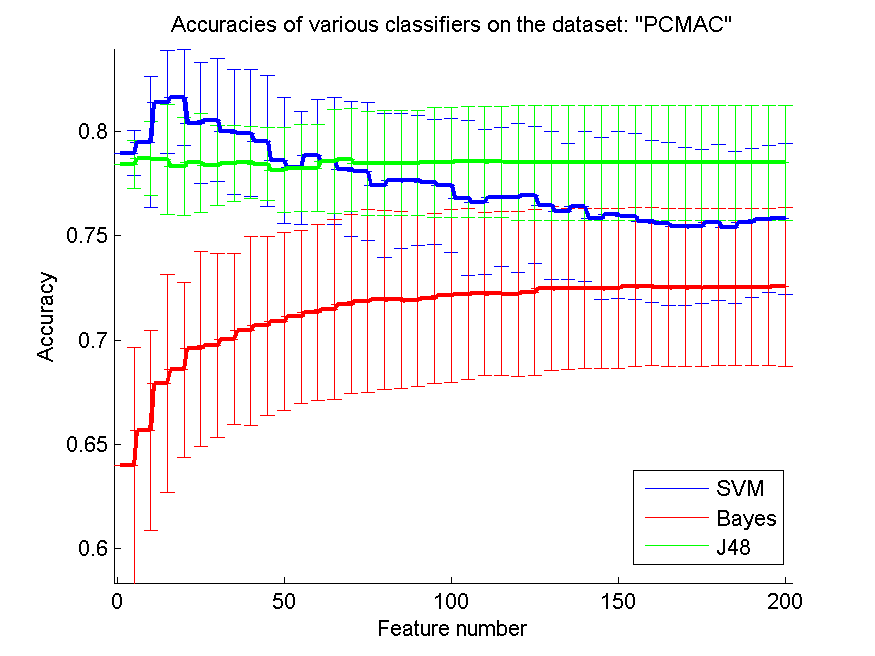 Accuracies of various classifiers on the dataset: "PCMAC"
0.8
0.75
0.7
0.65
0.6
Accuracy
0
50
100
150
200
Feature number
SVM
Bayes
J48